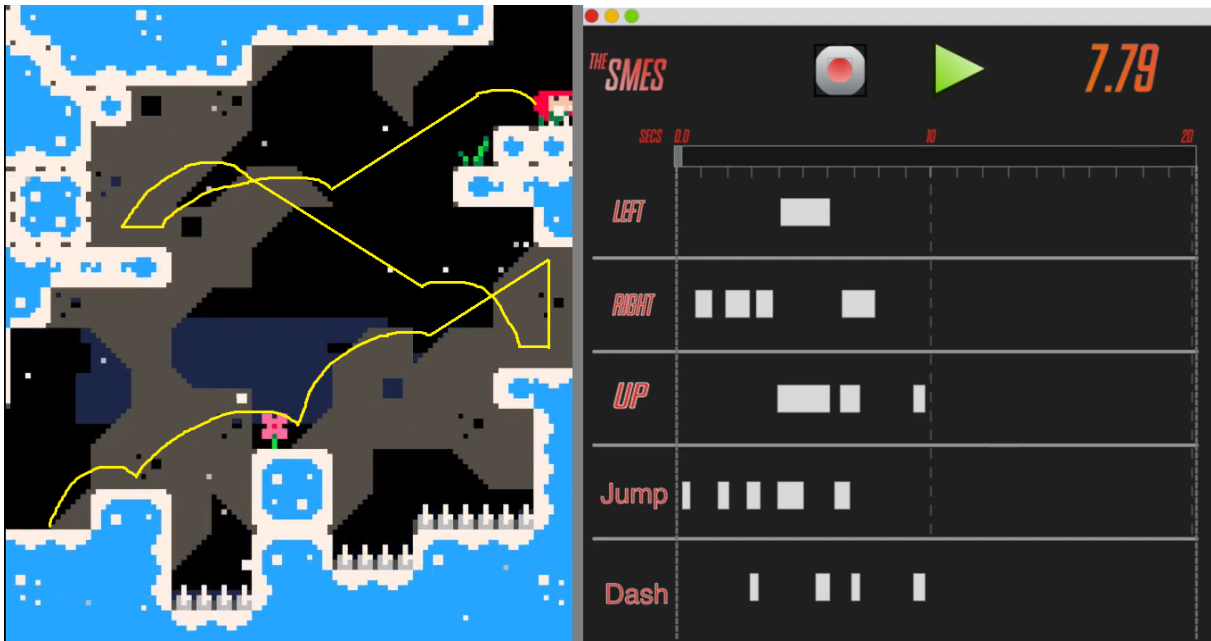 THE SMES
7.79
SECS 0.0 10 20
LEFT
RIGHT
UP
Jump
Dash